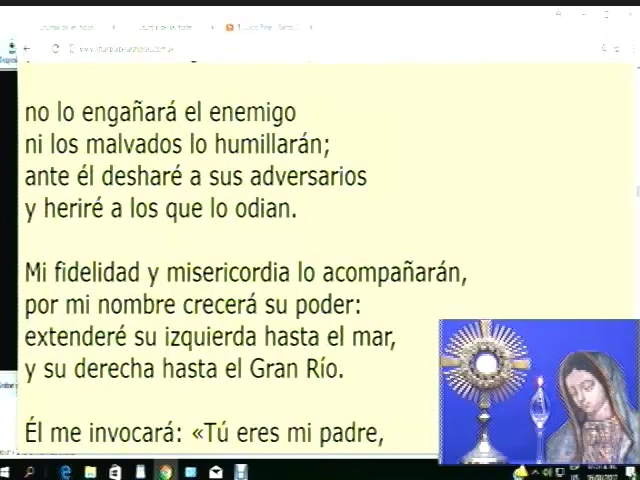 no lo engañará el enemigo
ni los malvados lo humillarán;
ante él desharé a sus adversarios
y heriré a los que lo odian.
Mi fidelidad y misericordia lo acompañarán,
por mi nombre crecerá su poder:
extenderé su izquierda hasta el mar,
y su derecha hasta el Gran Río.
Él me invocará: «Tú eres mi padre,